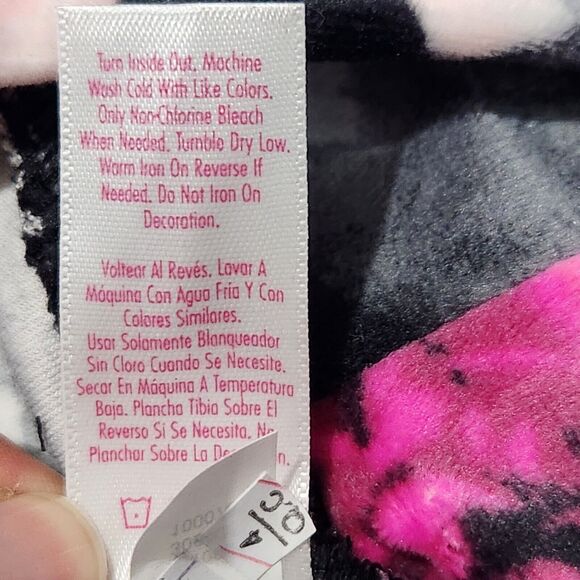 Turn Inside Out. Machine
Wash Cold With Like Colors.
Only Non-Chlorine Bleach
When Needed. Tumble Dry Low.
Warm Iron On Reverse If
Needed. Do Not Iron On
Decoration.
Voltear Al Revés. Lavar A
Máquina Con Agua Fría Y Con
Colores Similares.
Usar Solamente Blanqueador
Sin Cloro Cuando Se Necesite.
Secar En Máquina A Temperatura
Baja. Plancha Tibia Sobre El
Reverso Si Se Necesita. No
Planchar Sobre La
Q.C
4